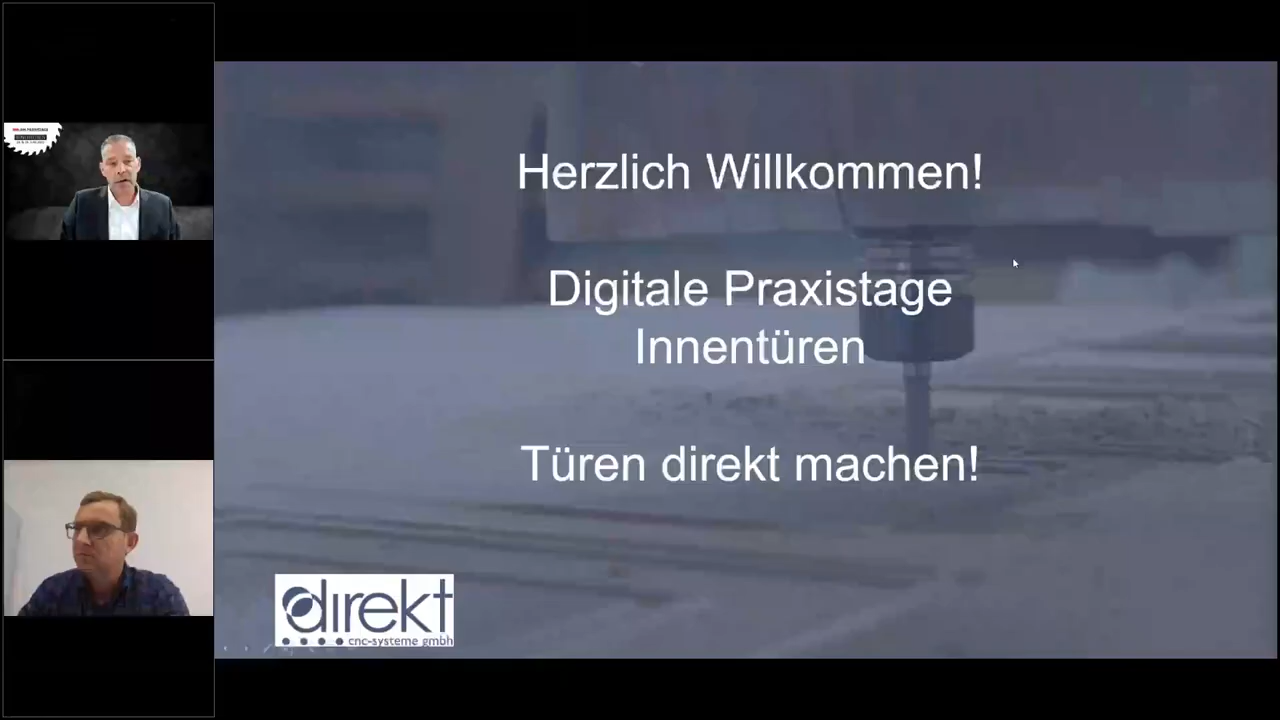 Herzlich Willkommen!
Digitale Praxistage
Innentüren
Türen direkt machen!
direkt
cnc-systeme gmbh